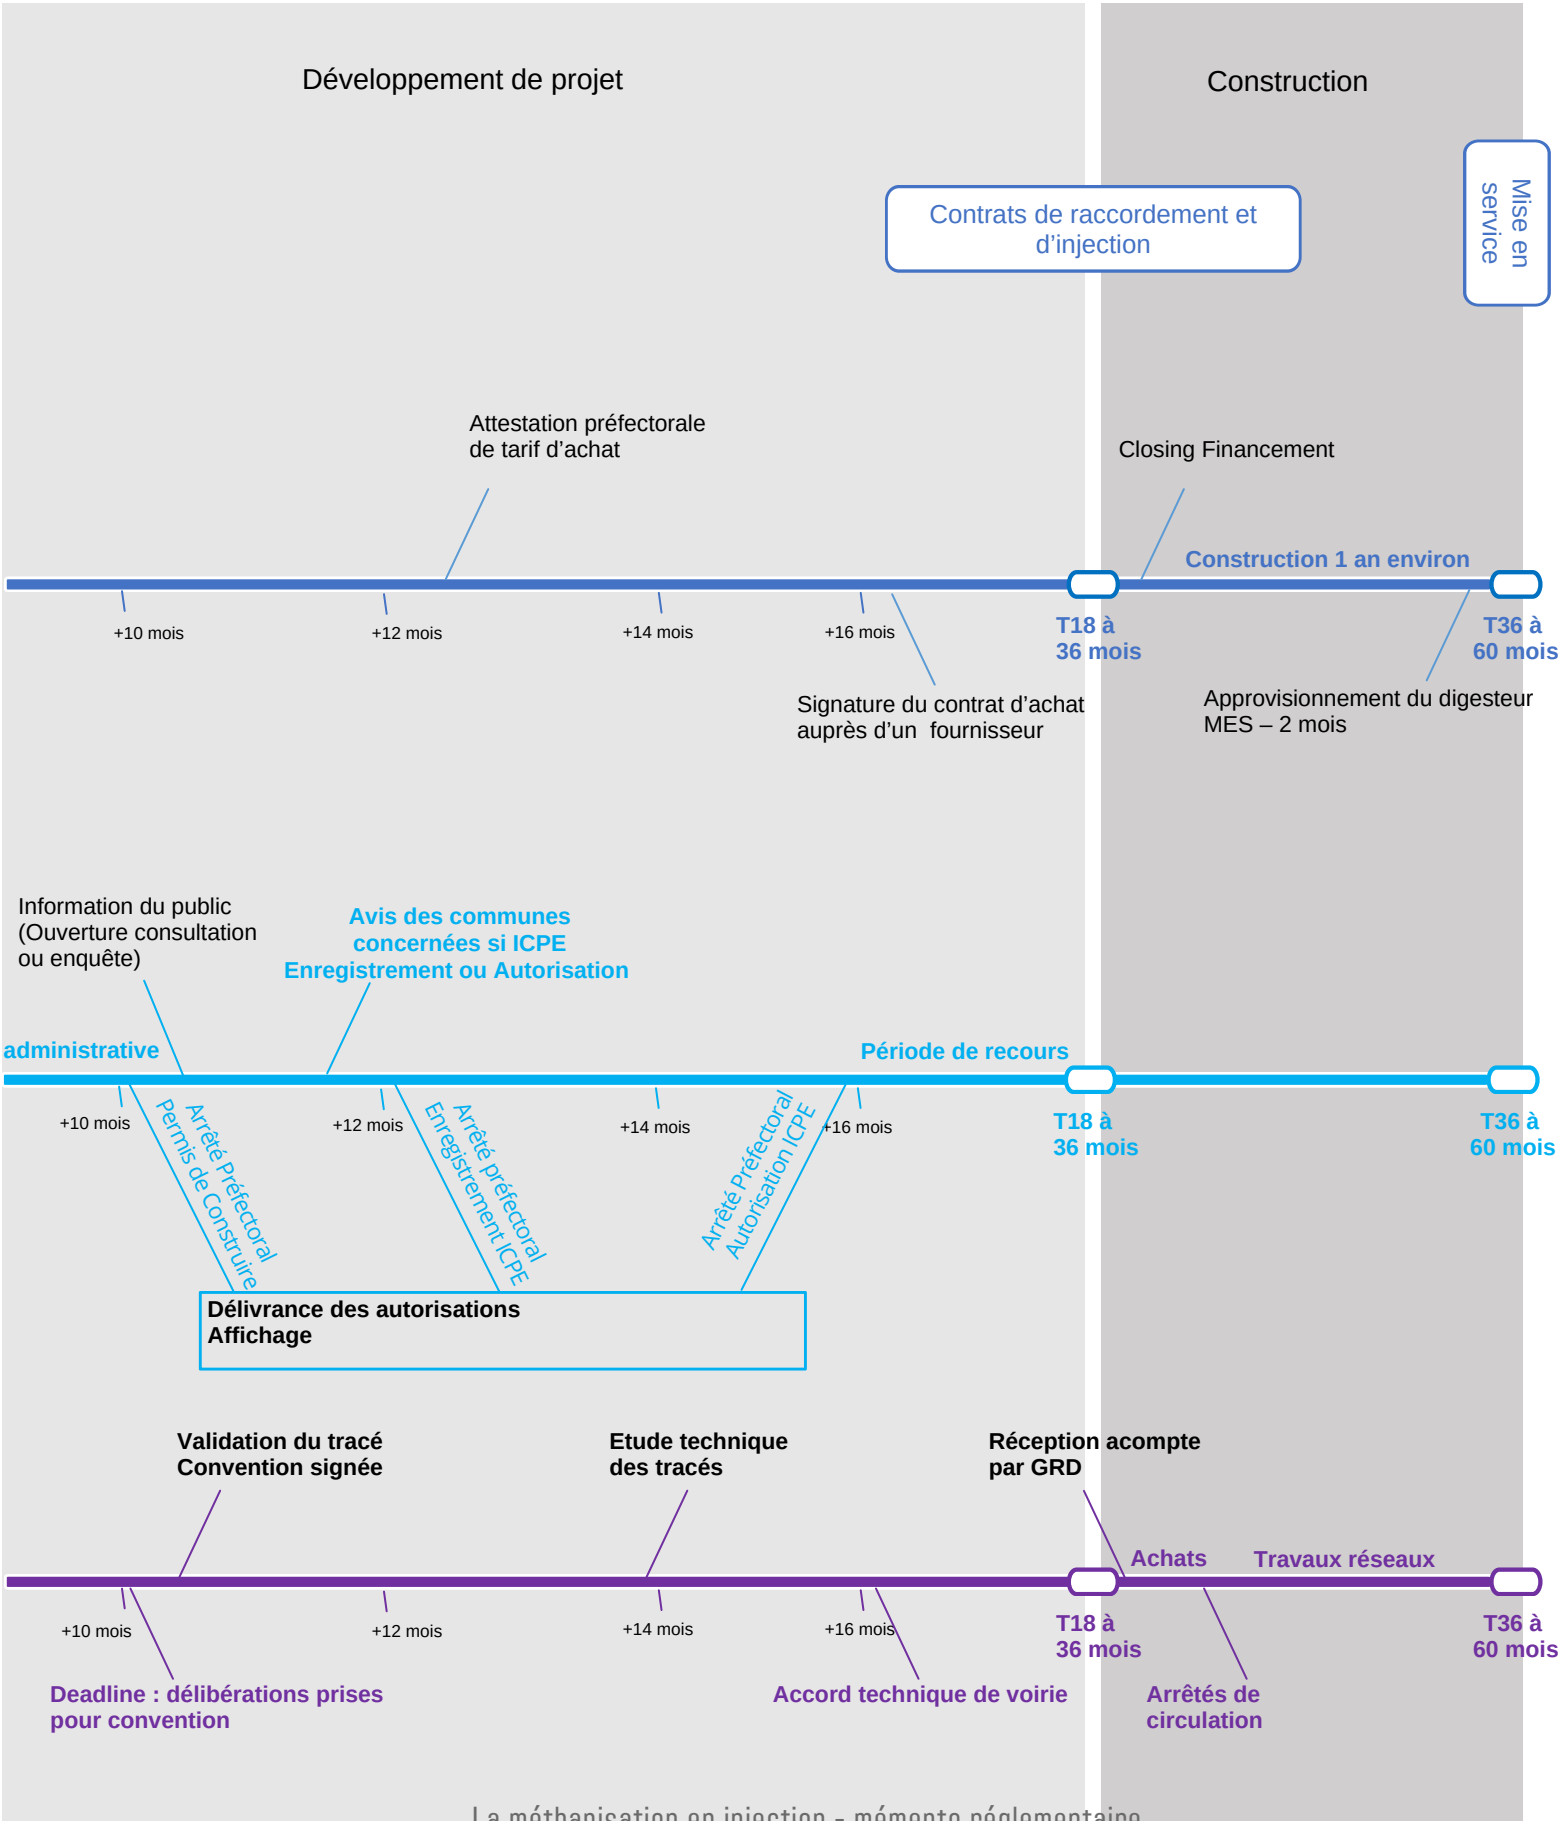 Développement de projet
Construction
Mise en
service
Contrats de raccordement et
d’injection
Attestation préfectorale
de tarif d’achat
Closing Financement
Construction 1 an environ
+10 mois
+12 mois
+14 mois
+16 mois
T18 à
36 mois
T36 à
60 mois
Signature du contrat d’achat
auprès d’un fournisseur
Approvisionnement du digesteur
MES – 2 mois
Information du public
(Ouverture consultation
ou enquête)
Avis des communes
concernées si ICPE
Enregistrement ou Autorisation
administrative
Période de recours
+10 mois
+12 mois
+14 mois
+16 mois
T18 à
36 mois
T36 à
60 mois
Arrêté Préfectoral
Permis de Construire
Arrêté préfectoral
Enregistrement ICPE
Arrêté Préfectoral
Autorisation ICPE
Délivrance des autorisations
Affichage
Validation du tracé
Convention signée
Etude technique
des tracés
Réception acompte
par GRD
Achats
Travaux réseaux
+10 mois
+12 mois
+14 mois
+16 mois
T18 à
36 mois
T36 à
60 mois
Deadline : délibérations prises
pour convention
Accord technique de voirie
Arrêtés de
circulation
La méthanisation en injection - mémento réglementaire